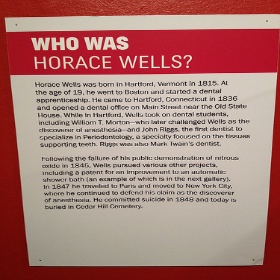 WHO WAS
HORACE WELLS?
Horace Wells was born in Hartford, Vermont in 1815. At
the age of 19, he went to Boston and started a dental
apprenticeship. He came to Hartford, Connecticut in 1836
and opened a dental office on Main Street near the Old State
House. While in Hartford, Wells took on dental students,
including William T. Morton—who later challenged Wells as the
discoverer of anesthesia—and John Riggs, the first dentist to
specialize in Periodontology, a specialty focused on the tissues
supporting teeth. Riggs was also Mark Twain's dentist.
Following the failure of his public demonstration of nitrous
oxide in 1845, Wells pursued various other projects,
including a patent for an improvement to an automatic
shower bath (an example of which is in the next gallery).
In 1847 he traveled to Paris and moved to New York City,
where he continued to defend his claim as the discoverer
of anesthesia. He committed suicide in 1848 and today is
buried in Cedar Hill Cemetery.